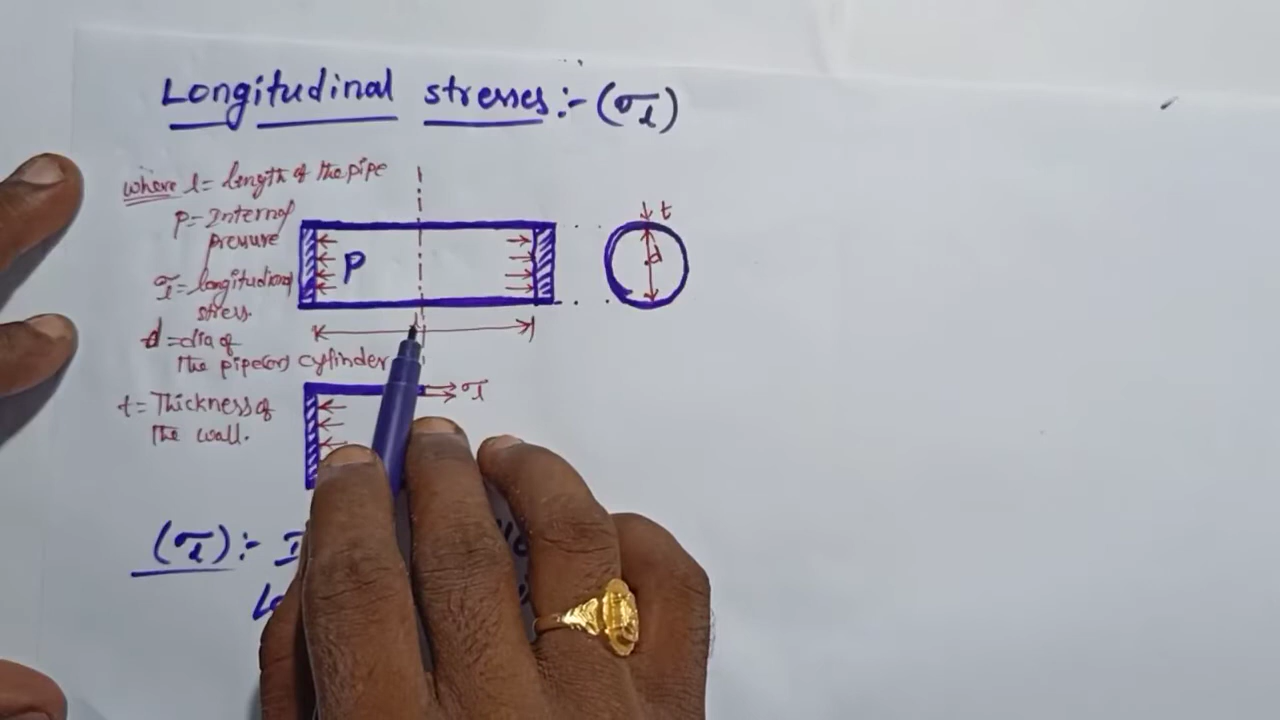 Longitudinal stresses :- (σl)
where l = length of the pipe
P = Internal
pressure
σl = longitudional
stress.
d = dia of
the pipe (or) cylinder
t = Thickness of
the wall.
t
d
P
σl
(σl) :-